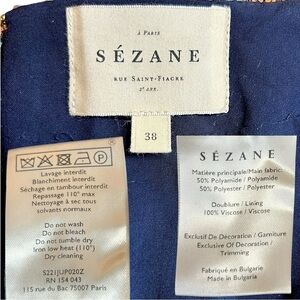 À PARIS
SÉZANE
RUE SAINT-FIACRE
2e ARR.
38
P
Lavage interdit
Blanchiment interdit
Séchage en tambour interdit
Repassage 110° max
Nettoyage à sec tous
solvants normaux
Do not wash
Do not bleach
Do not tumble dry
Iron low heat (110°)
Dry cleaning
S221JUP020Z
RN 154 043
115 rue du Bac 75007 Paris
SÉZANE
Matière principale/Main fabric:
50% Polyamide / Polyamide
50% Polyester / Polyester
Doublure / Lining
100% Viscose / Viscose
Exclusif De Décoration / Garniture
Exclusive Of Decoration /
Trimming
Fabriqué en Bulgarie
Made in Bulgaria